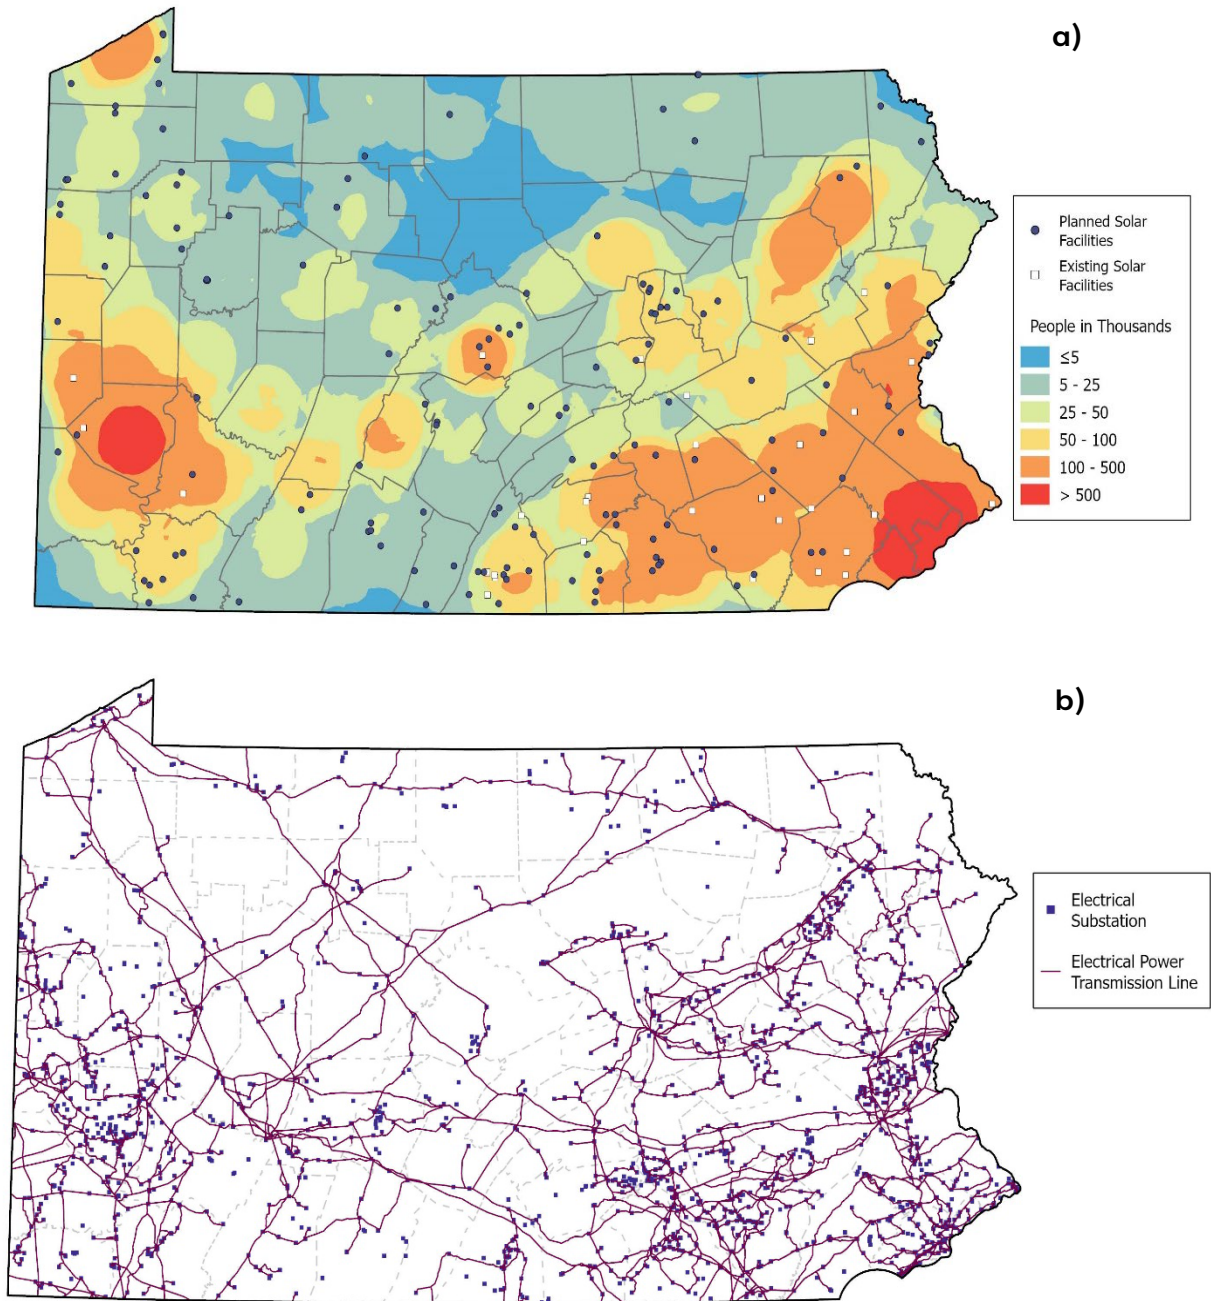 a)
Planned Solar
Facilities
Existing Solar
Facilities
People in Thousands
≤5
5 - 25
25 - 50
50 - 100
100 - 500
> 500
b)
Electrical
Substation
Electrical Power
Transmission Line